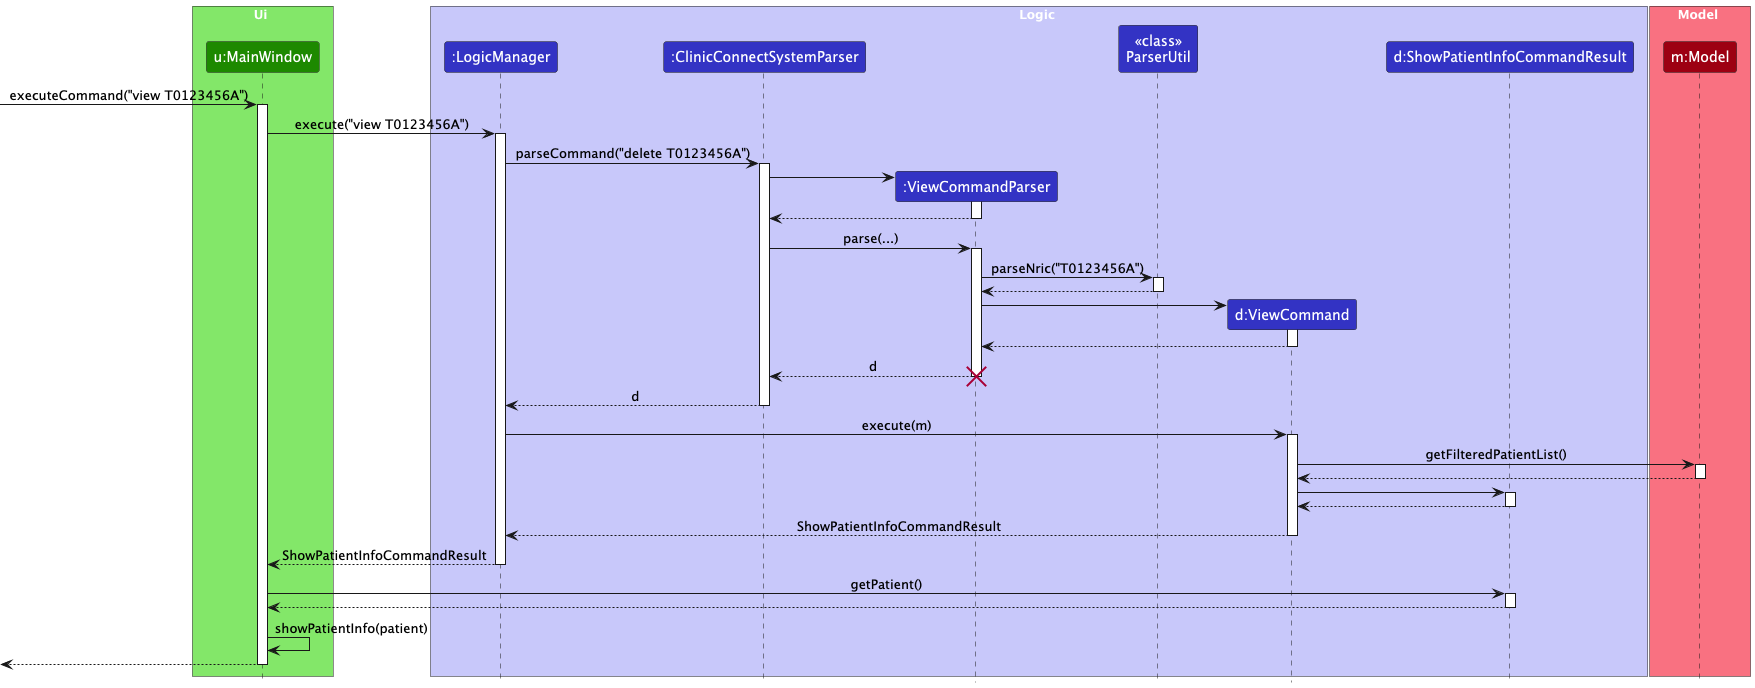 Ui
Logic
Model
u:MainWindow
:LogicManager
:ClinicConnectSystemParser
«class»
ParserUtil
d:ShowPatientInfoCommandResult
m:Model
executeCommand("view T0123456A")
execute("view T0123456A")
parseCommand("delete T0123456A")
:ViewCommandParser
parse(...)
parseNric("T0123456A")
d:ViewCommand
d
d
execute(m)
getFilteredPatientList()
ShowPatientInfoCommandResult
ShowPatientInfoCommandResult
getPatient()
showPatientInfo(patient)